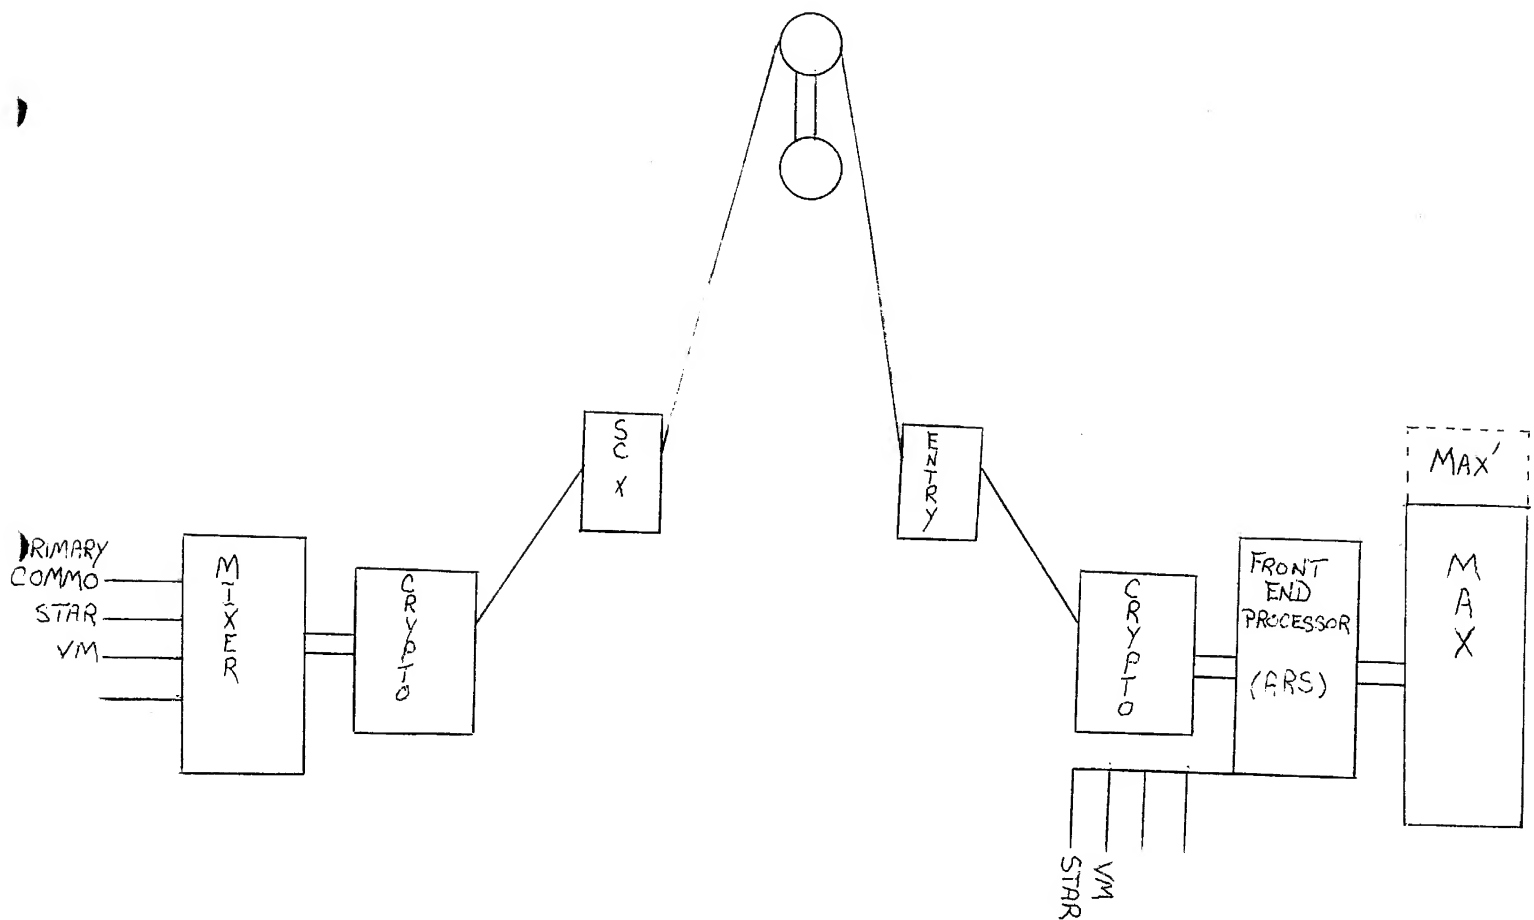 SCX
ENTRY
MAX'
PRIMARY
COMMO
STAR
VM
MIXER
CRYPTO
CRYPTO
FRONT
END
PROCESSOR
(ARS)
MAX
STAR
VM